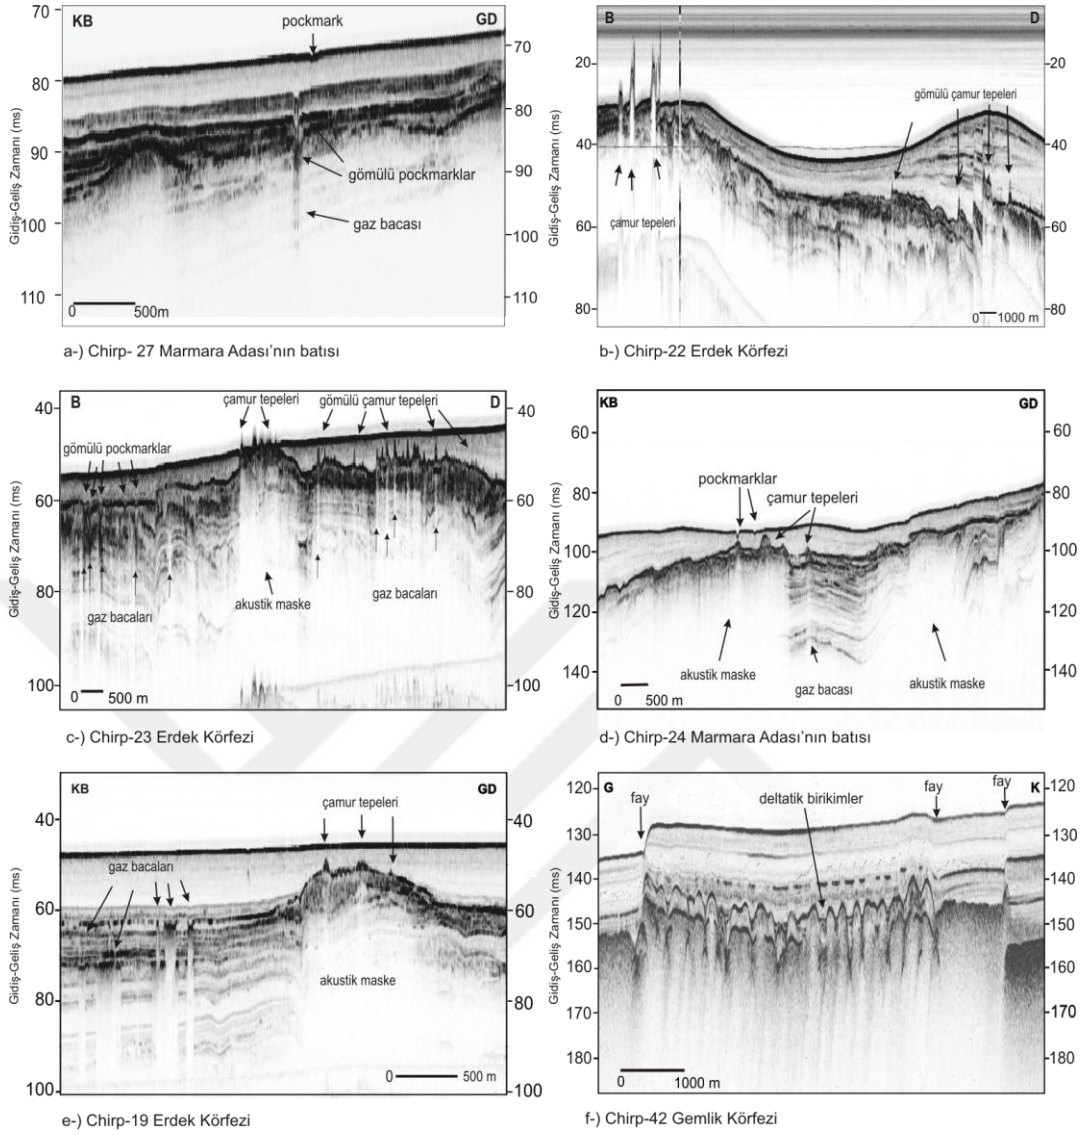 KB GD
pockmark
70
80
90
100
110
70
80
90
100
110
Gidiş-Geliş Zamanı (ms)
gömülü pockmarklar
gaz bacası
0 500m
a-) Chirp- 27 Marmara Adası'nın batısı
B D
20
40
60
80
20
40
60
80
Gidiş-Geliş Zamanı (ms)
gömülü çamur tepeleri
çamur tepeleri
0 1000 m
b-) Chirp-22 Erdek Körfezi
B D
40
60
80
100
40
60
80
100
Gidiş-Geliş Zamanı (ms)
çamur tepeleri
gömülü çamur tepeleri
gömülü pockmarklar
gaz bacaları
akustik maske
gaz bacaları
0 500 m
c-) Chirp-23 Erdek Körfezi
KB GD
60
80
100
120
140
60
80
100
120
140
Gidiş-Geliş Zamanı (ms)
pockmarklar
çamur tepeleri
akustik maske
gaz bacası
akustik maske
0 500 m
d-) Chirp-24 Marmara Adası'nın batısı
KB GD
40
60
80
100
40
60
80
100
Gidiş-Geliş Zamanı (ms)
çamur tepeleri
gaz bacaları
akustik maske
0 500 m
e-) Chirp-19 Erdek Körfezi
G K
120
130
140
150
160
170
180
120
130
140
150
160
170
180
Gidiş-Geliş Zamanı (ms)
fay
deltatik birikimler
fay
fay
0 1000 m
f-) Chirp-42 Gemlik Körfezi